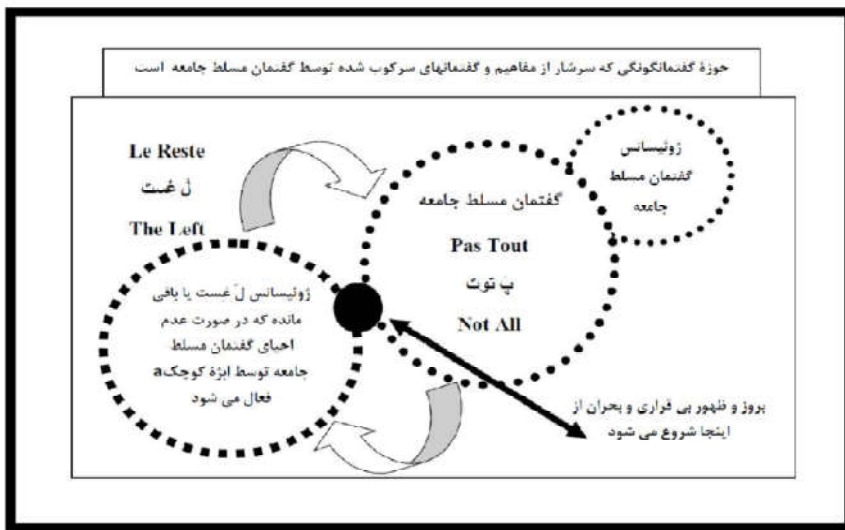 حوزهٔ گفتمانگونگی که سرشار از مفاهیم و گفتمانهای سرکوب شده توسط گفتمان مسلط جامعه است
ژوئیسانس
گفتمان مسلط
جامعه
گفتمان مسلط جامعه
Pas Tout
پَ توت
Not All
Le Reste
لَ غست
The Left
ژوئیسانس لَ غست یا باقی
مانده که در صورت عدم
احیای گفتمان مسلط
جامعه توسط ابژهٔ کوچکa
فعال می شود
بروز و ظهور بی قراری و بحران از
اینجا شروع می شود